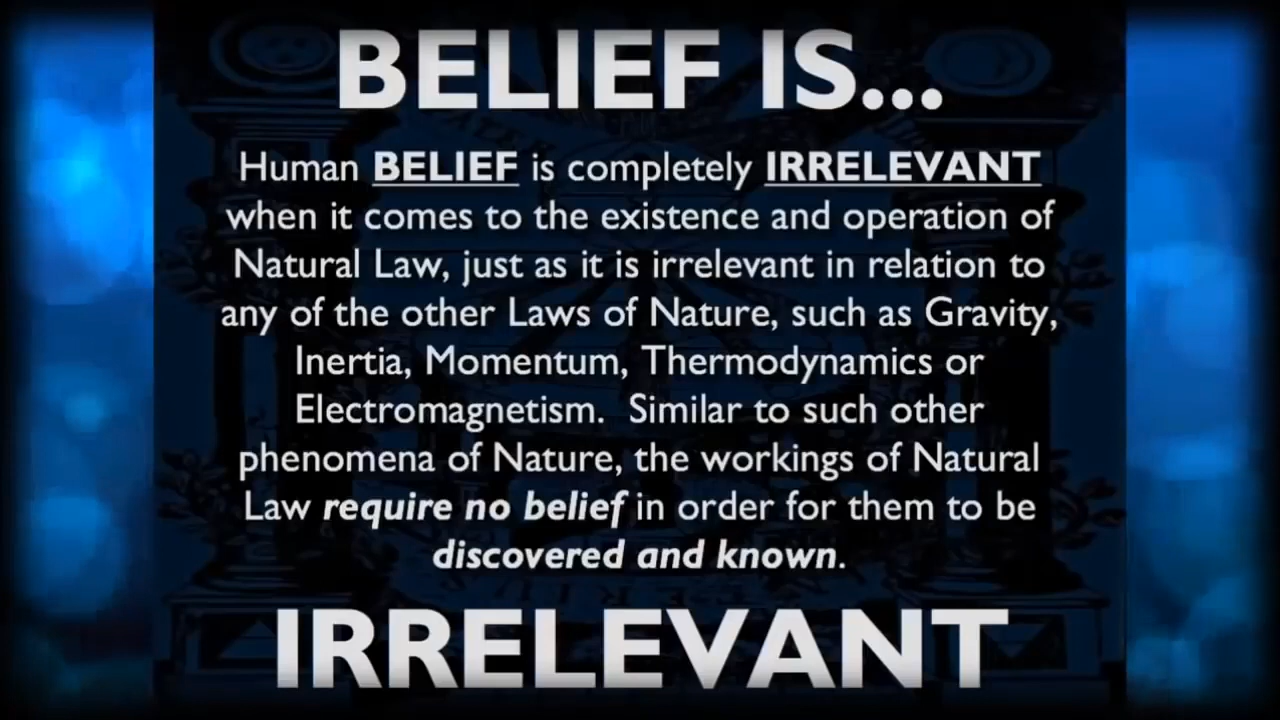 BELIEF IS...
Human BELIEF is completely IRRELEVANT
when it comes to the existence and operation of
Natural Law, just as it is irrelevant in relation to
any of the other Laws of Nature, such as Gravity,
Inertia, Momentum, Thermodynamics or
Electromagnetism.  Similar to such other
phenomena of Nature, the workings of Natural
Law require no belief in order for them to be
discovered and known.
IRRELEVANT